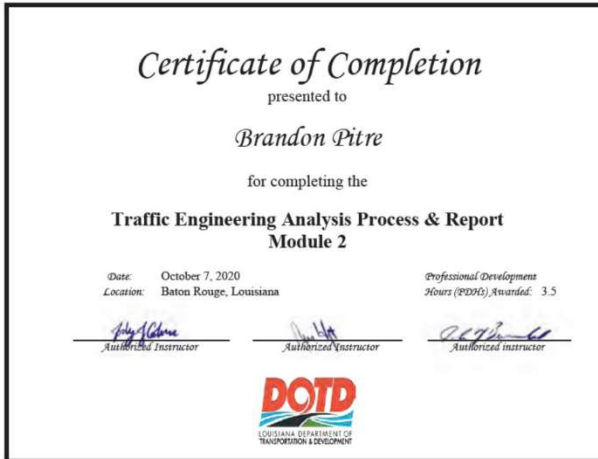 Certificate of Completion
presented to
Brandon Pitre
for completing the
Traffic Engineering Analysis Process & Report
Module 2
Date: October 7, 2020
Location: Baton Rouge, Louisiana
Professional Development
Hours (PDHs) Awarded: 3.5
Authorized Instructor
Authorized Instructor
Authorized instructor
DOTD
LOUISIANA DEPARTMENT OF
TRANSPORTATION & DEVELOPMENT